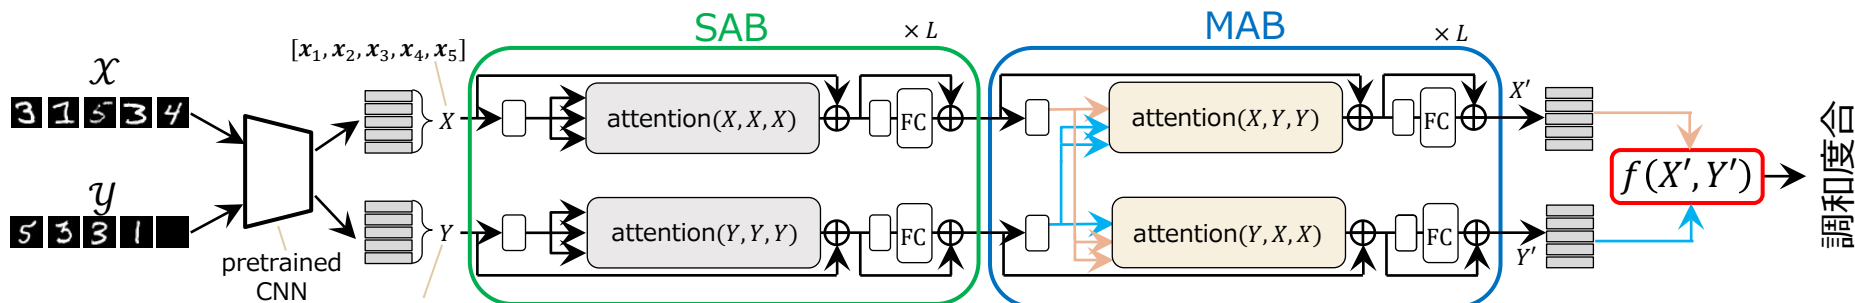 SAB
× L
MAB
× L
[x₁, x₂, x₃, x₄, x₅]
𝒳
3 1 5 3 4
X
attention(X, X, X)
FC
attention(X, Y, Y)
FC
X′
𝒴
5 3 3 1
pretrained
CNN
Y
attention(Y, Y, Y)
FC
attention(Y, X, X)
FC
Y′
f(X′, Y′)
調和度合